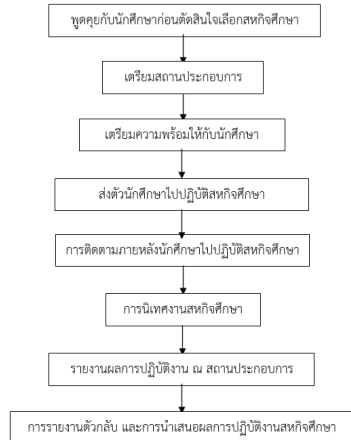 พูดคุยกับนักศึกษาก่อนตัดสินใจเลือกสหกิจศึกษา
เตรียมสถานประกอบการ
เตรียมความพร้อมให้กับนักศึกษา
ส่งตัวนักศึกษาไปปฏิบัติสหกิจศึกษา
การติดตามภายหลังนักศึกษาไปปฏิบัติสหกิจศึกษา
การนิเทศงานสหกิจศึกษา
รายงานผลการปฏิบัติงาน ณ สถานประกอบการ
การรายงานตัวกลับ และการนำเสนอผลการปฏิบัติงานสหกิจศึกษา